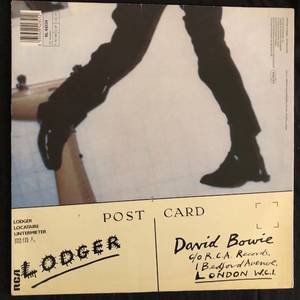 LODGER
LOCATAIRE
UNTERMIETER
間借人
POST CARD
RCA
LODGER
David Bowie
c/o R.C.A. Records,
1 Bedford Avenue,
LONDON W.C.1.